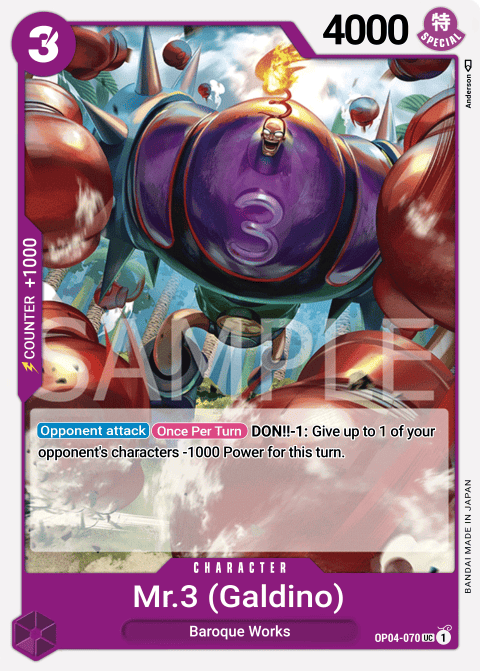 3
4000
特
SPECIAL
Anderson
3
COUNTER +1000
SAMPLE
Opponent attack Once Per Turn DON!!-1: Give up to 1 of your
opponent's characters -1000 Power for this turn.
BANDAI MADE IN JAPAN
CHARACTER
Mr.3 (Galdino)
Baroque Works
OP04-070 UC 1